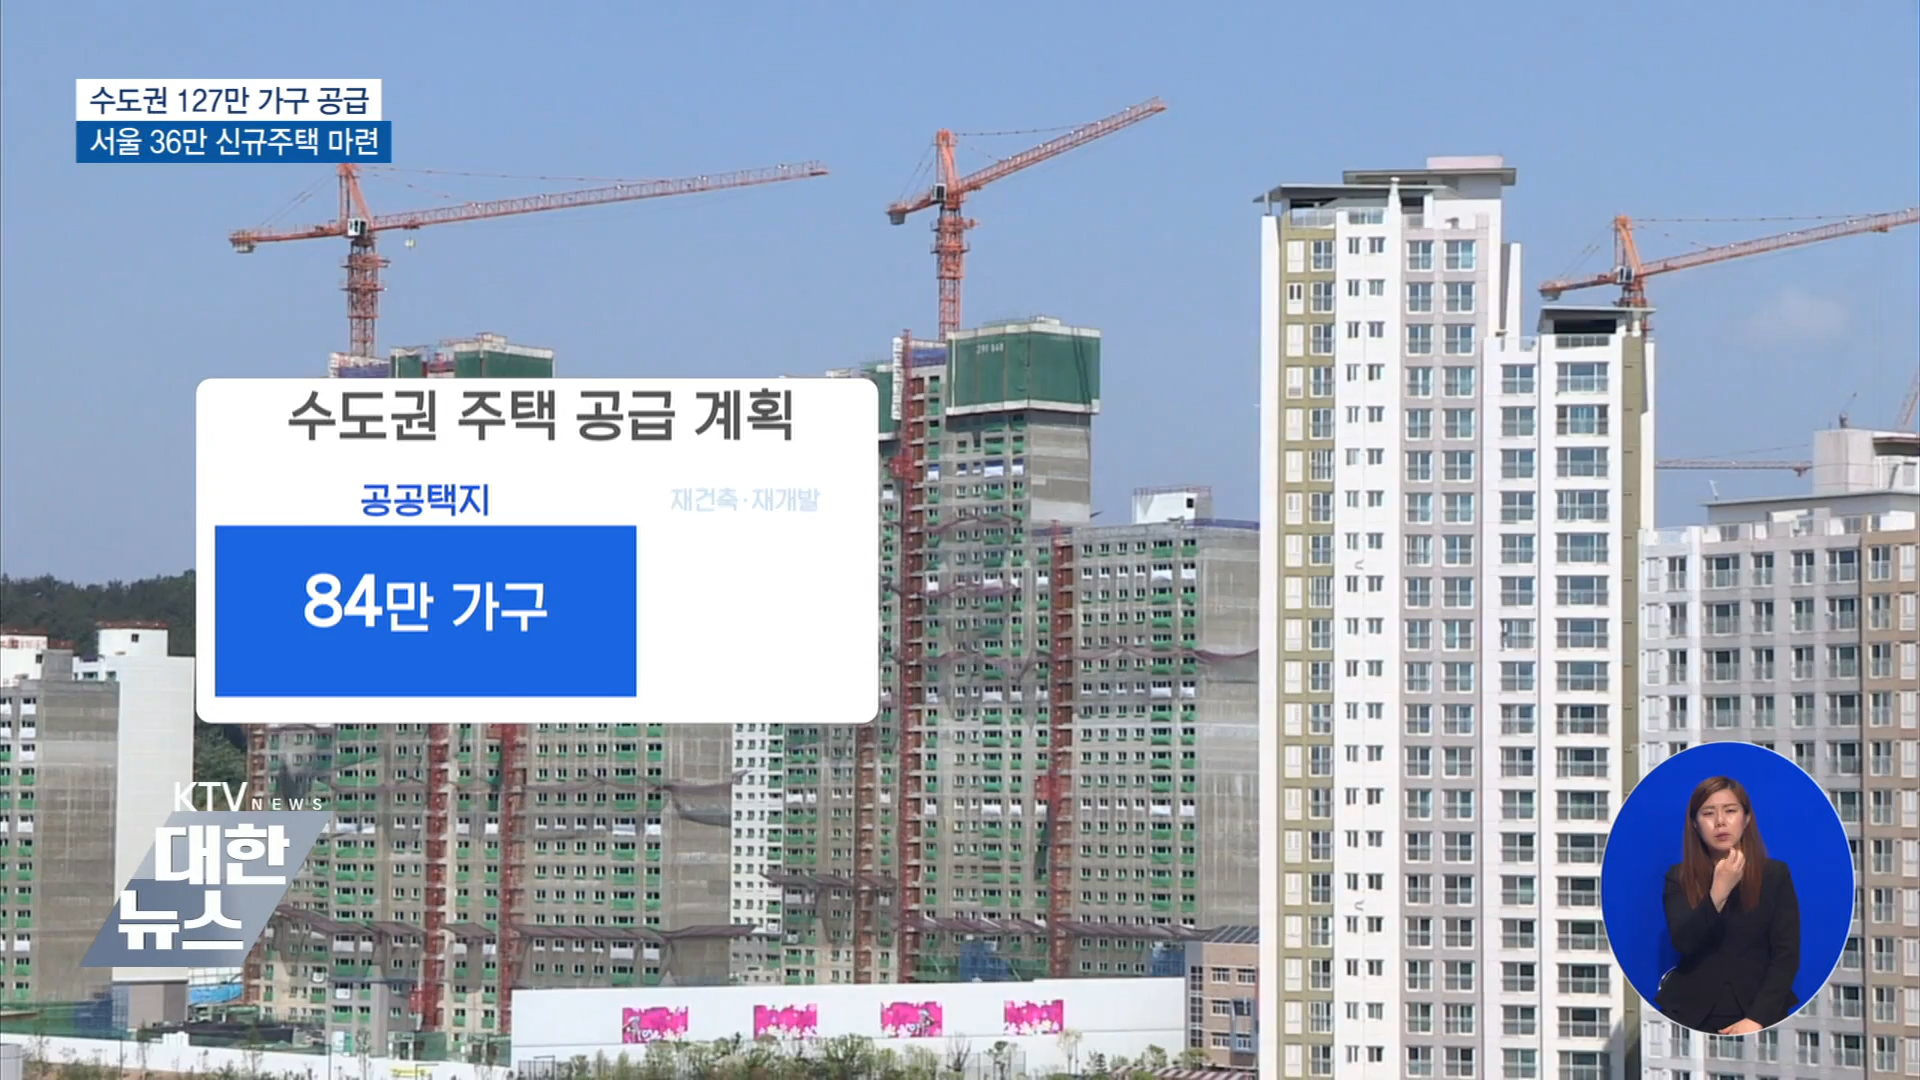 수도권 127만 가구 공급
서울 36만 신규주택 마련
수도권 주택 공급 계획
공공택지
재건축·재개발
84만 가구
KTV NEWS
대한
뉴스